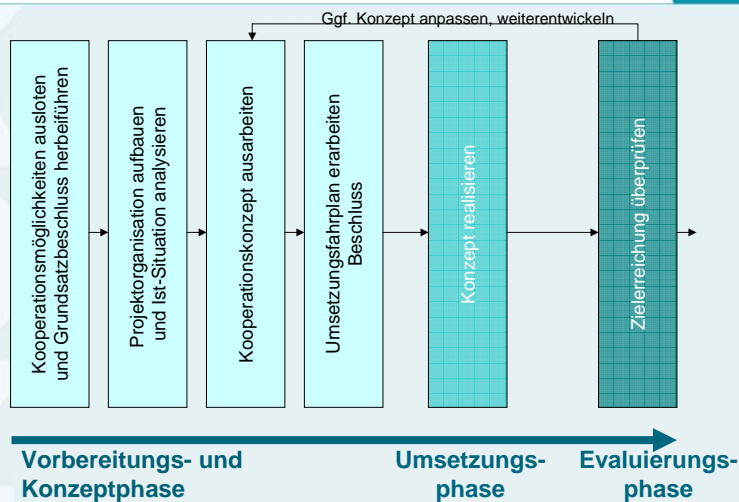 Ggf. Konzept anpassen, weiterentwickeln
Kooperationsmöglichkeiten ausloten
und Grundsatzbeschluss herbeiführen
Projektorganisation aufbauen
und Ist-Situation analysieren
Kooperationskonzept ausarbeiten
Umsetzungsfahrplan erarbeiten
Beschluss
Konzept realisieren
Zielerreichung überprüfen
Vorbereitungs- und
Konzeptphase
Umsetzungs-
phase
Evaluierungs-
phase